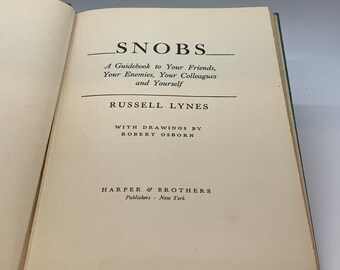 SNOBS
A Guidebook to Your Friends,
Your Enemies, Your Colleagues
and Yourself
RUSSELL LYNES
WITH DRAWINGS BY
ROBERT OSBORN
HARPER & BROTHERS
Publishers - New York